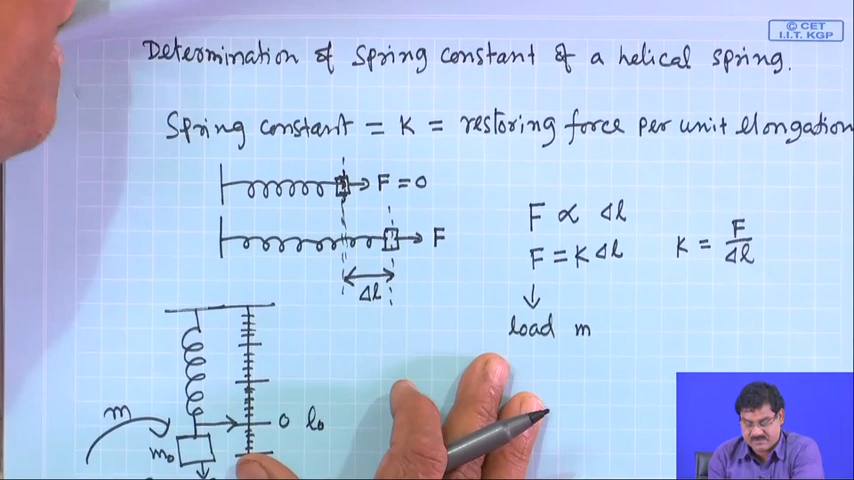 © CET
I.I.T. KGP
Determination of spring constant of a helical spring.
Spring constant = K = restoring force per unit elongation
F = 0
F
Δl
F ∝ Δl
F = K Δl
K = F/Δl
load m
m
m₀
0 l₀